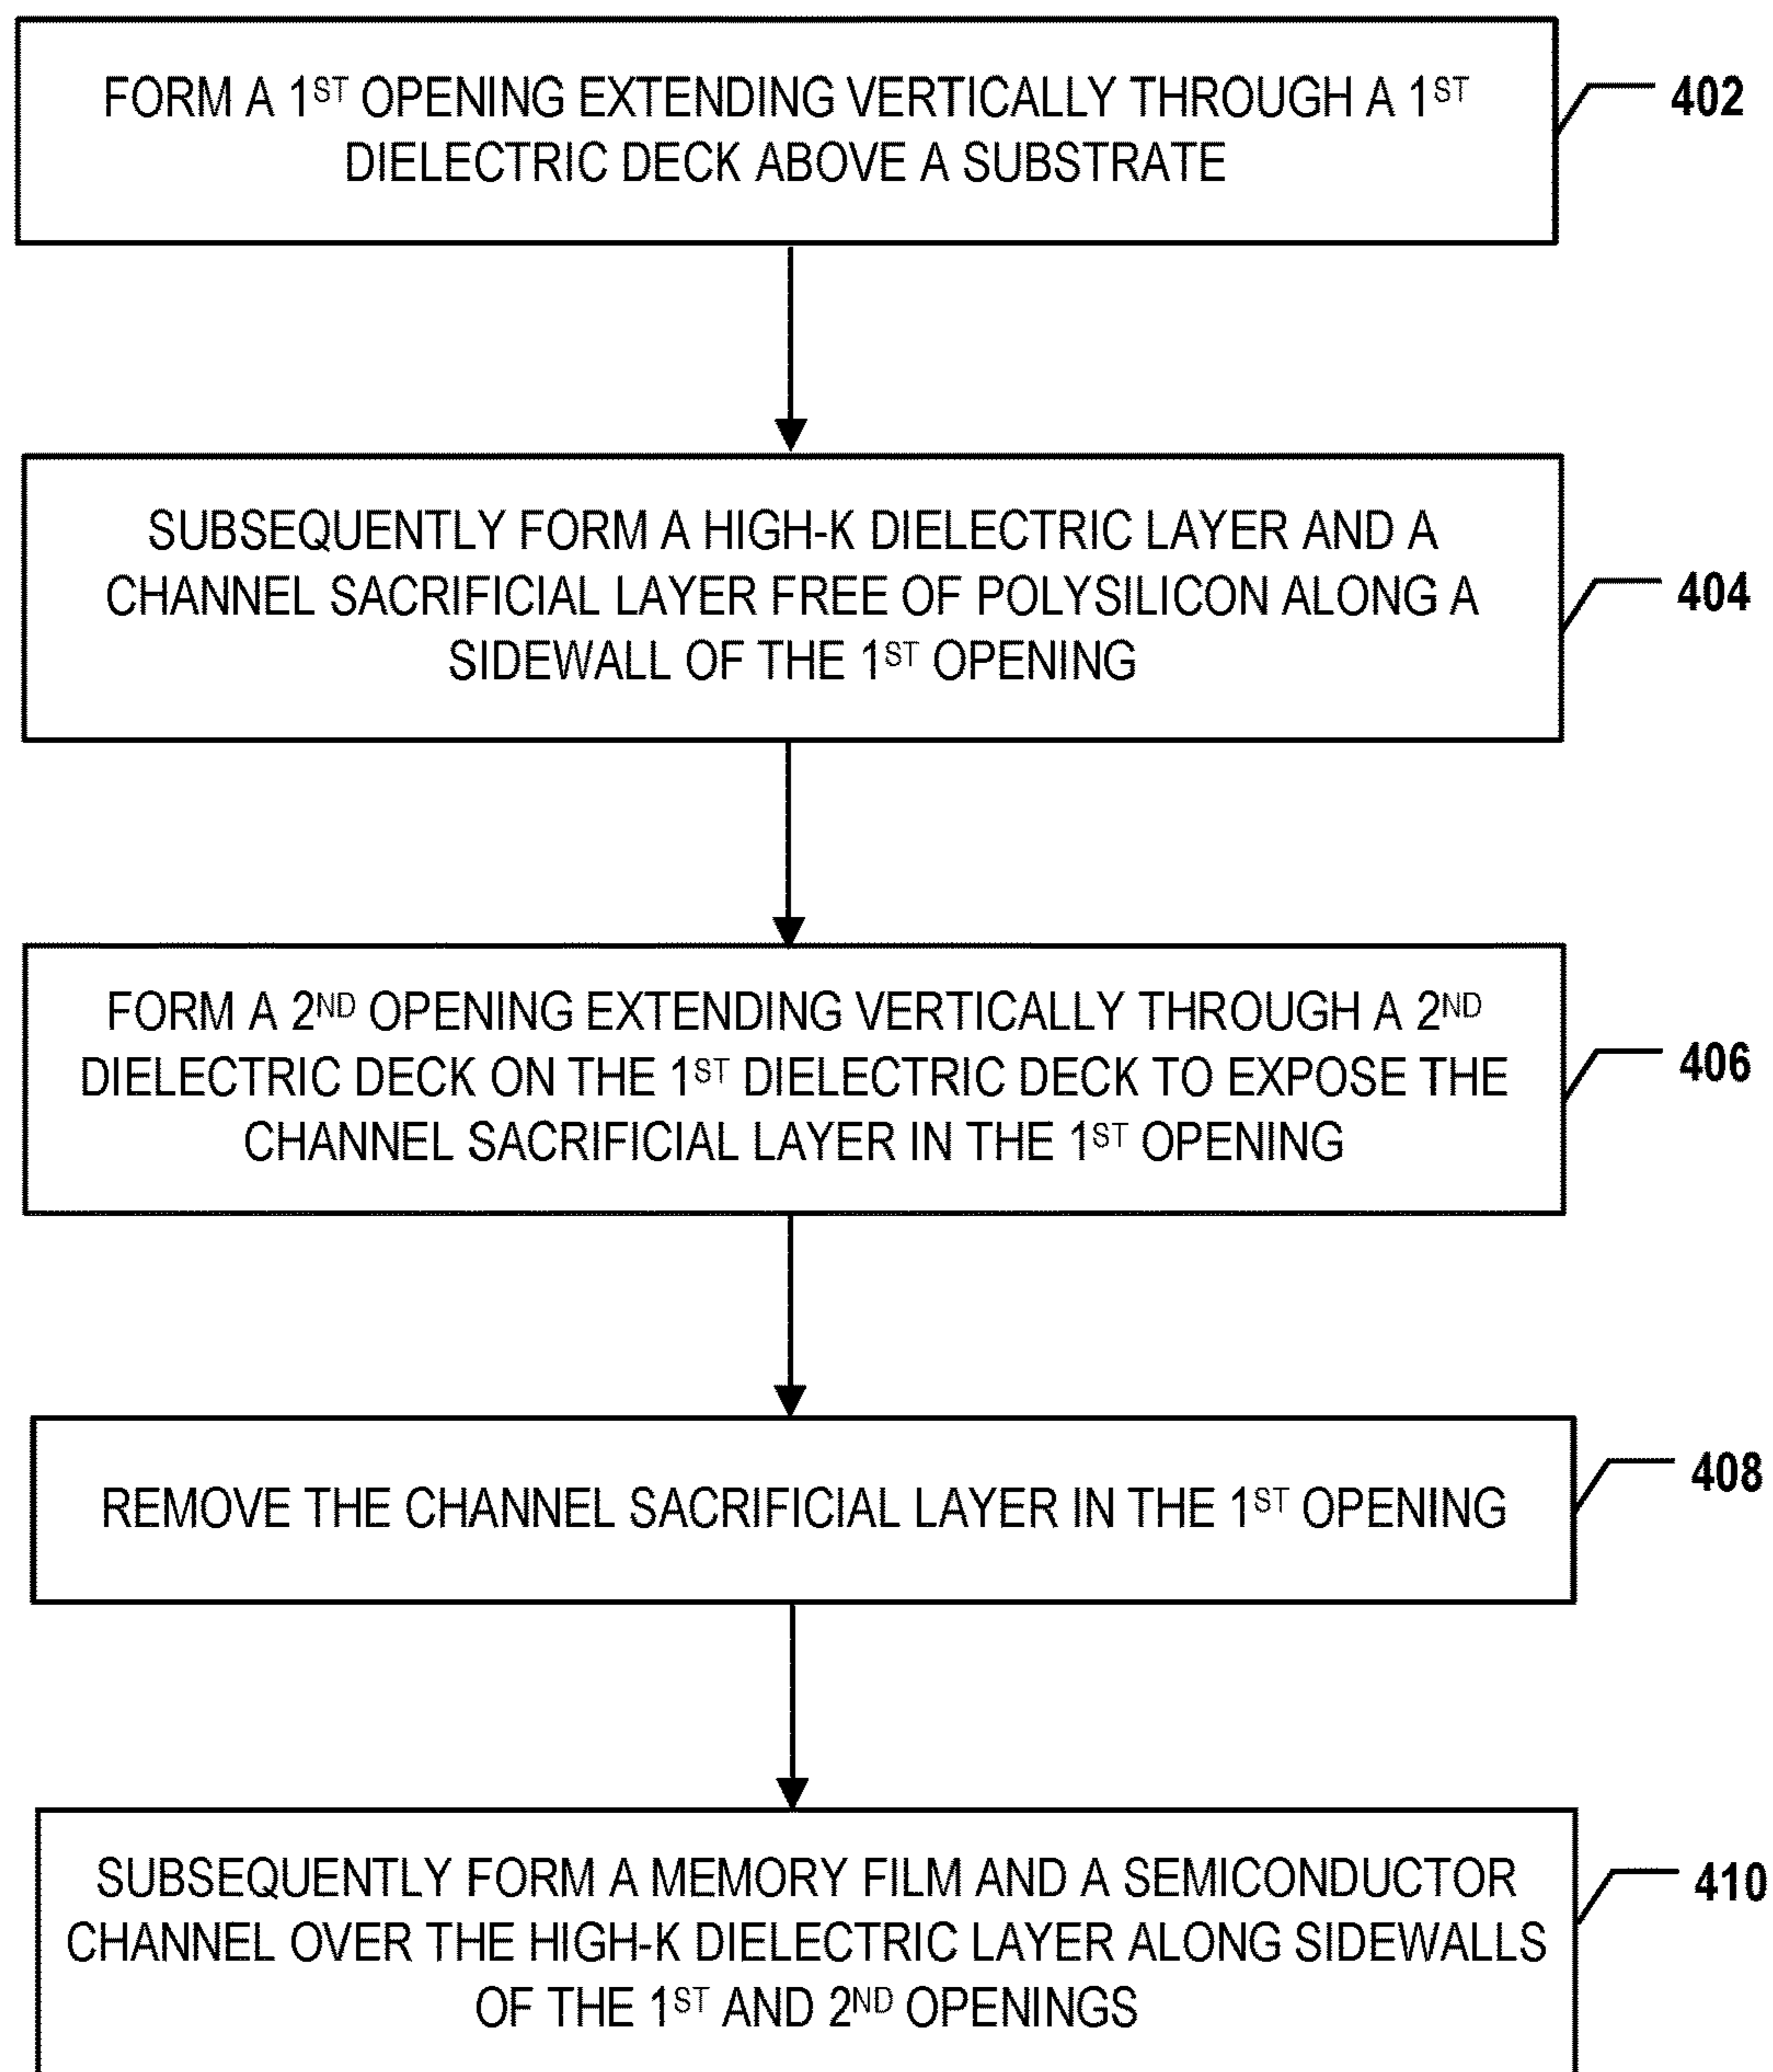 FORM A 1ST OPENING EXTENDING VERTICALLY THROUGH A 1ST
DIELECTRIC DECK ABOVE A SUBSTRATE
402
SUBSEQUENTLY FORM A HIGH-K DIELECTRIC LAYER AND A
CHANNEL SACRIFICIAL LAYER FREE OF POLYSILICON ALONG A
SIDEWALL OF THE 1ST OPENING
404
FORM A 2ND OPENING EXTENDING VERTICALLY THROUGH A 2ND
DIELECTRIC DECK ON THE 1ST DIELECTRIC DECK TO EXPOSE THE
CHANNEL SACRIFICIAL LAYER IN THE 1ST OPENING
406
REMOVE THE CHANNEL SACRIFICIAL LAYER IN THE 1ST OPENING
408
SUBSEQUENTLY FORM A MEMORY FILM AND A SEMICONDUCTOR
CHANNEL OVER THE HIGH-K DIELECTRIC LAYER ALONG SIDEWALLS
OF THE 1ST AND 2ND OPENINGS
410